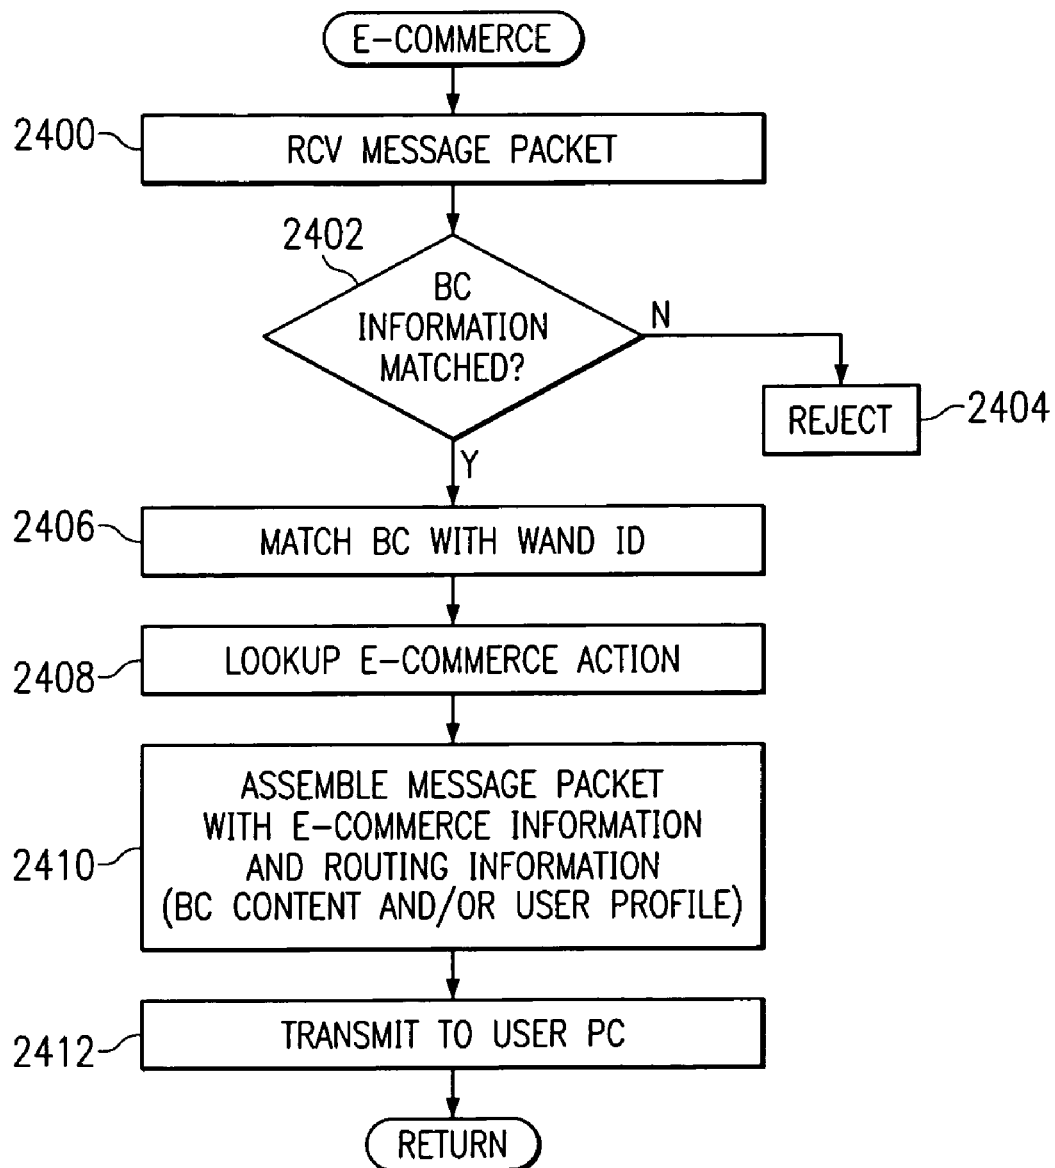 E-COMMERCE
2400
RCV MESSAGE PACKET
2402
BC
INFORMATION
MATCHED?
N
REJECT
2404
Y
2406
MATCH BC WITH WAND ID
2408
LOOKUP E-COMMERCE ACTION
2410
ASSEMBLE MESSAGE PACKET
WITH E-COMMERCE INFORMATION
AND ROUTING INFORMATION
(BC CONTENT AND/OR USER PROFILE)
2412
TRANSMIT TO USER PC
RETURN